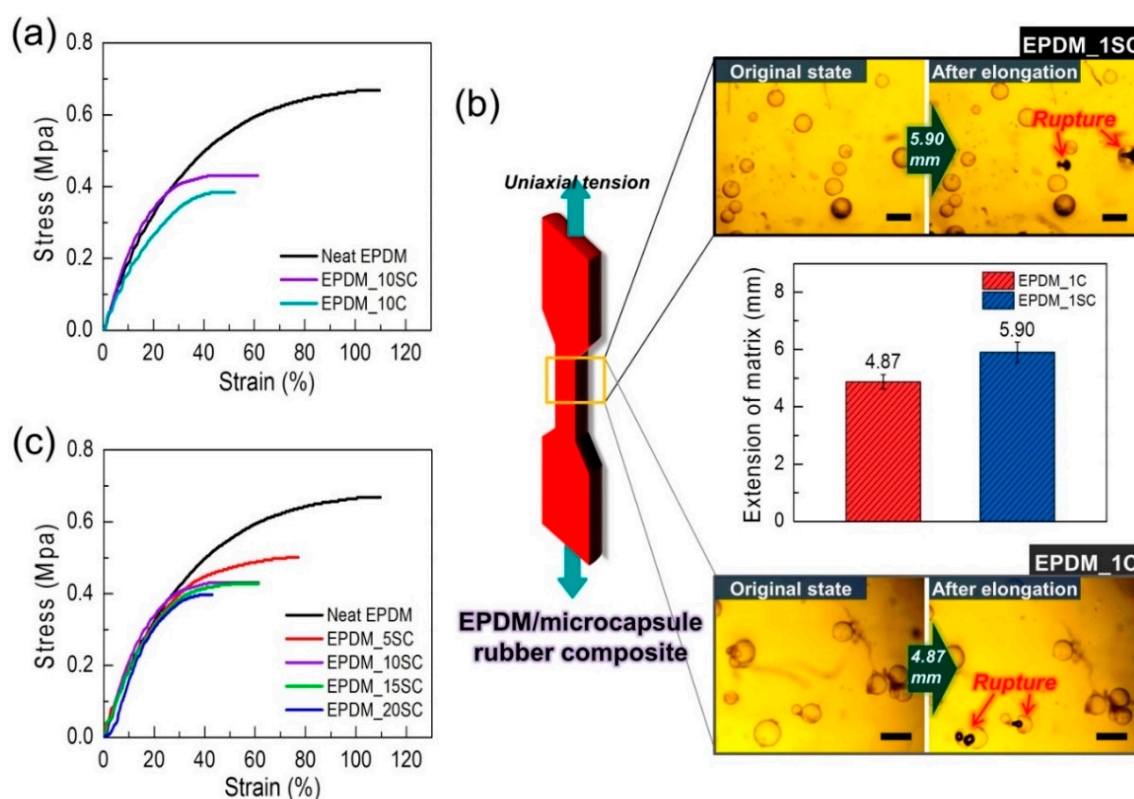 (a)
0.8
0.6
0.4
0.2
0.0
Stress (Mpa)
Neat EPDM
EPDM_10SC
EPDM_10C
0 20 40 60 80 100 120
Strain (%)
(b)
Uniaxial tension
EPDM/microcapsule
rubber composite
EPDM_1SC
Original state
After elongation
5.90
mm
Rupture
8
6
4
2
0
Extension of matrix (mm)
EPDM_1C
EPDM_1SC
4.87
5.90
EPDM_1C
Original state
After elongation
4.87
mm
Rupture
(c)
0.8
0.6
0.4
0.2
0.0
Stress (Mpa)
Neat EPDM
EPDM_5SC
EPDM_10SC
EPDM_15SC
EPDM_20SC
0 20 40 60 80 100 120
Strain (%)